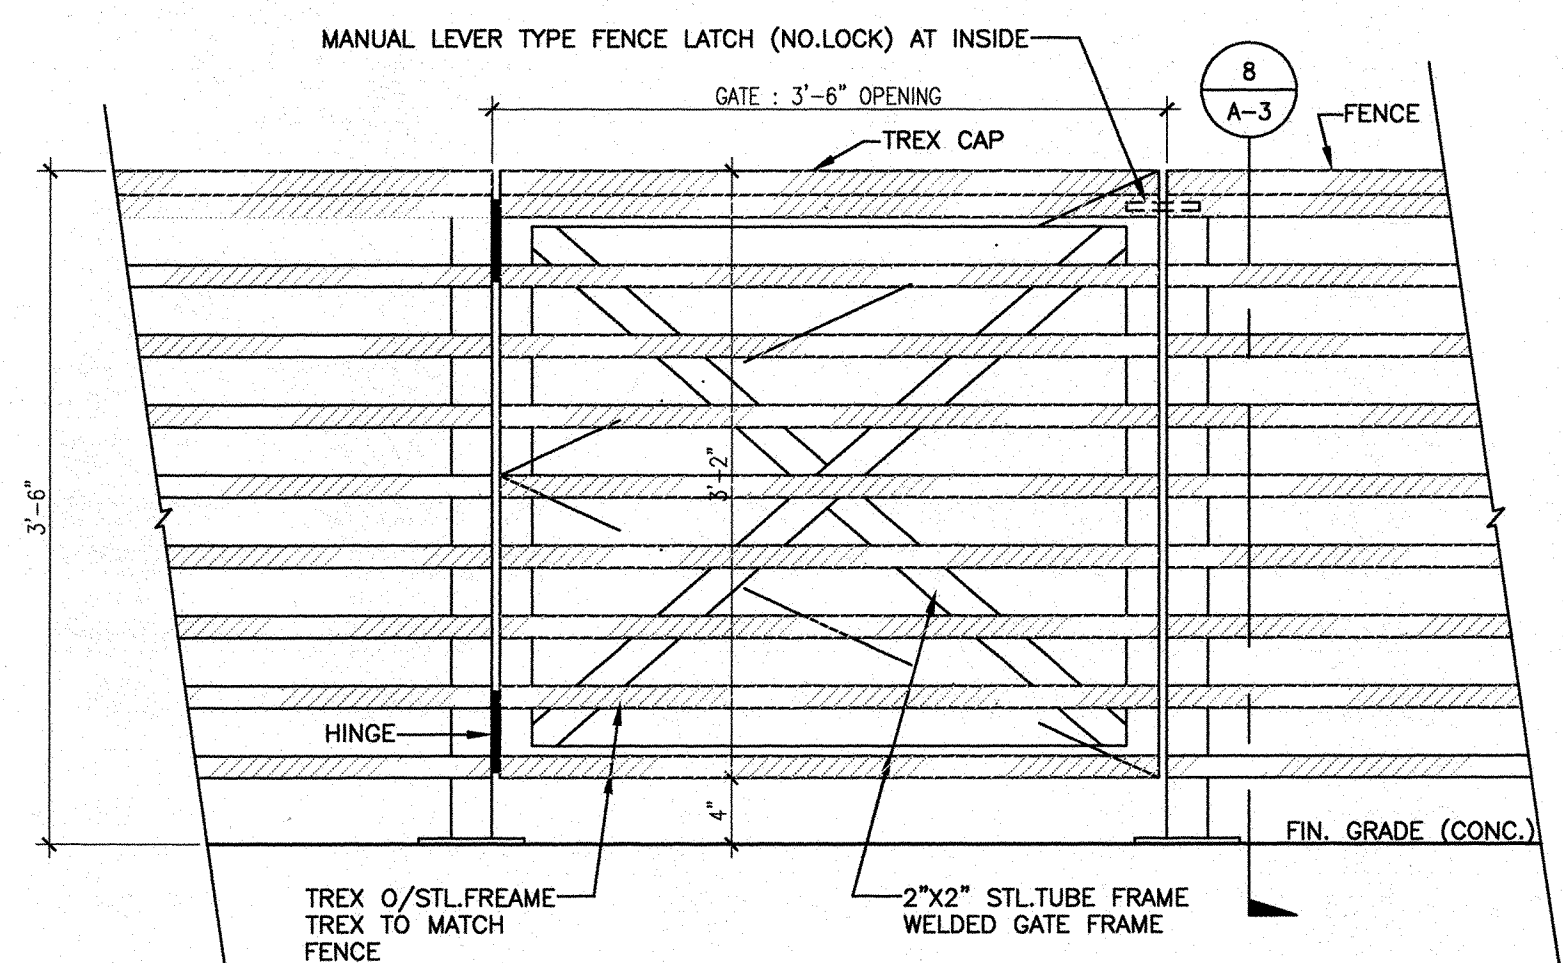 MANUAL LEVER TYPE FENCE LATCH (NO.LOCK) AT INSIDE
8
A-3
GATE : 3'-6" OPENING
FENCE
TREX CAP
3'-6"
3'-2"
HINGE
4"
FIN. GRADE (CONC.)
TREX O/STL.FREAME
TREX TO MATCH
FENCE
2"X2" STL.TUBE FRAME
WELDED GATE FRAME